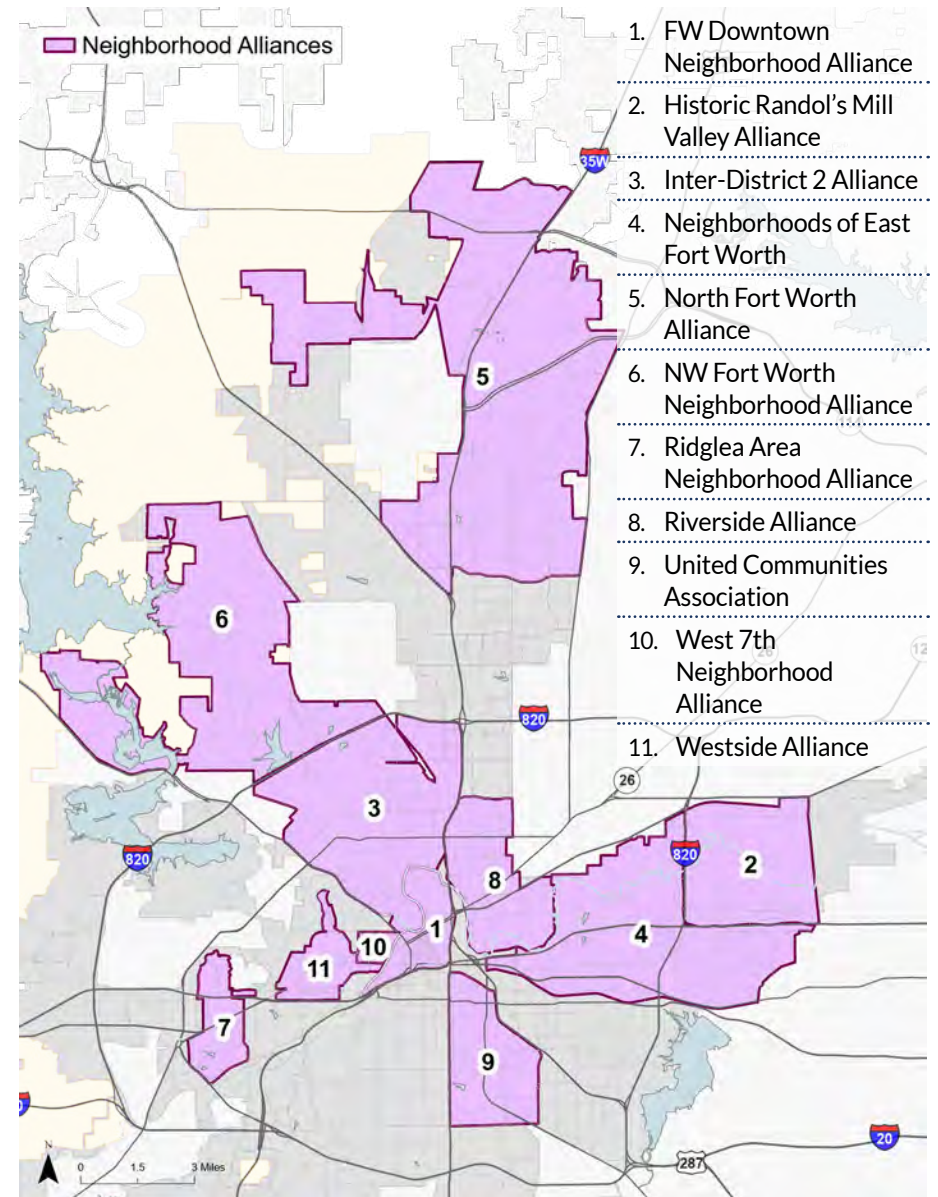 Neighborhood Alliances
1. FW Downtown
Neighborhood Alliance
2. Historic Randol's Mill
Valley Alliance
3. Inter-District 2 Alliance
4. Neighborhoods of East
Fort Worth
5. North Fort Worth
Alliance
6. NW Fort Worth
Neighborhood Alliance
7. Ridglea Area
Neighborhood Alliance
8. Riverside Alliance
9. United Communities
Association
10. West 7th
Neighborhood
Alliance
11. Westside Alliance
35W
5
114
6
26
12
820
26
3
820
820
2
8
1
4
10
11
7
9
20
287
N
0 1.5 3 Miles